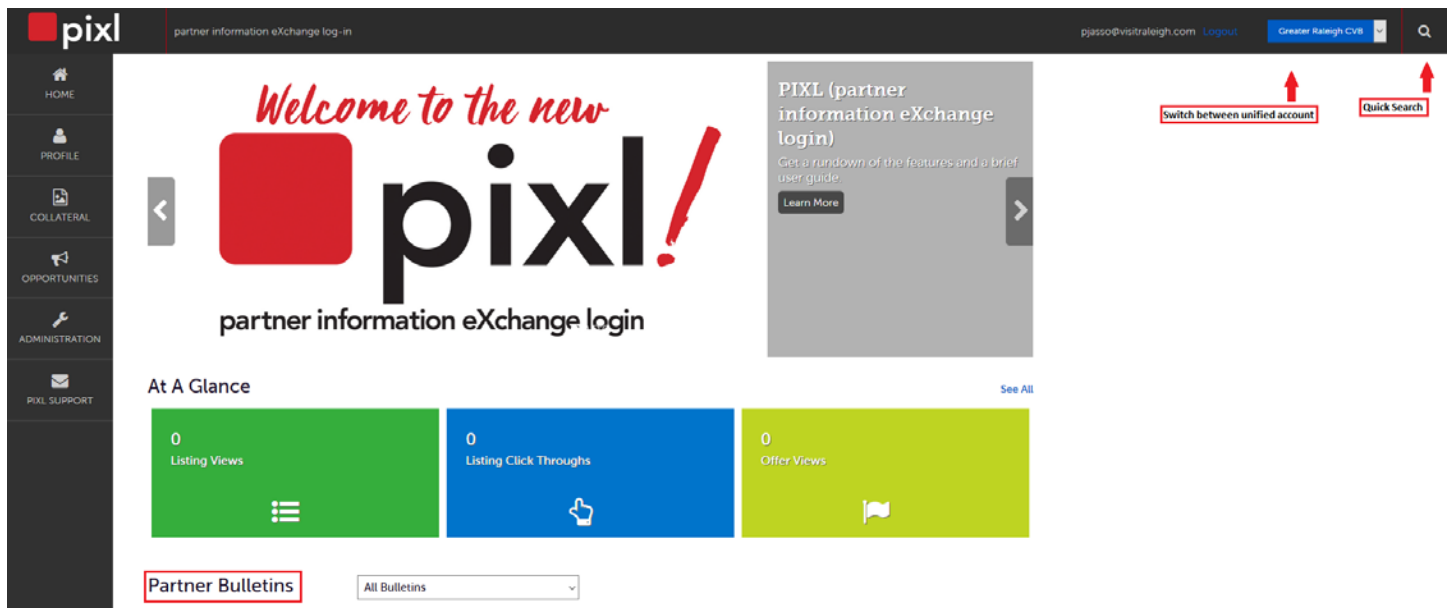 pixl
partner information eXchange log-in
pjasso@visitraleigh.com Logout
Greater Raleigh CVB
HOME
PROFILE
COLLATERAL
OPPORTUNITIES
ADMINISTRATION
PIXL SUPPORT
Welcome to the new
pixl!
partner information eXchange login
PIXL (partner
information eXchange
login)
Get a rundown of the features and a brief
user guide.
Learn More
Switch between unified account
Quick Search
At A Glance
See All
0
Listing Views
0
Listing Click Throughs
0
Offer Views
Partner Bulletins
All Bulletins